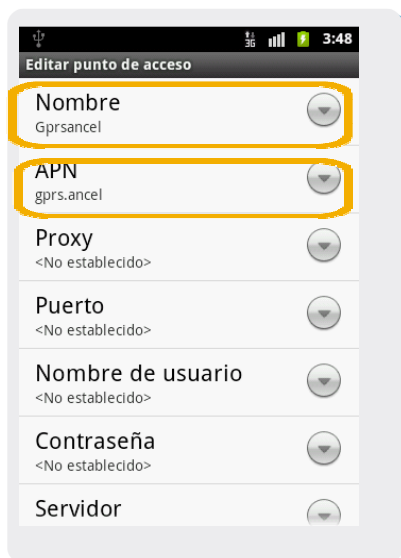 3G 3:48
Editar punto de acceso
Nombre
Gprsancel
APN
gprs.ancel
Proxy
<No establecido>
Puerto
<No establecido>
Nombre de usuario
<No establecido>
Contraseña
<No establecido>
Servidor